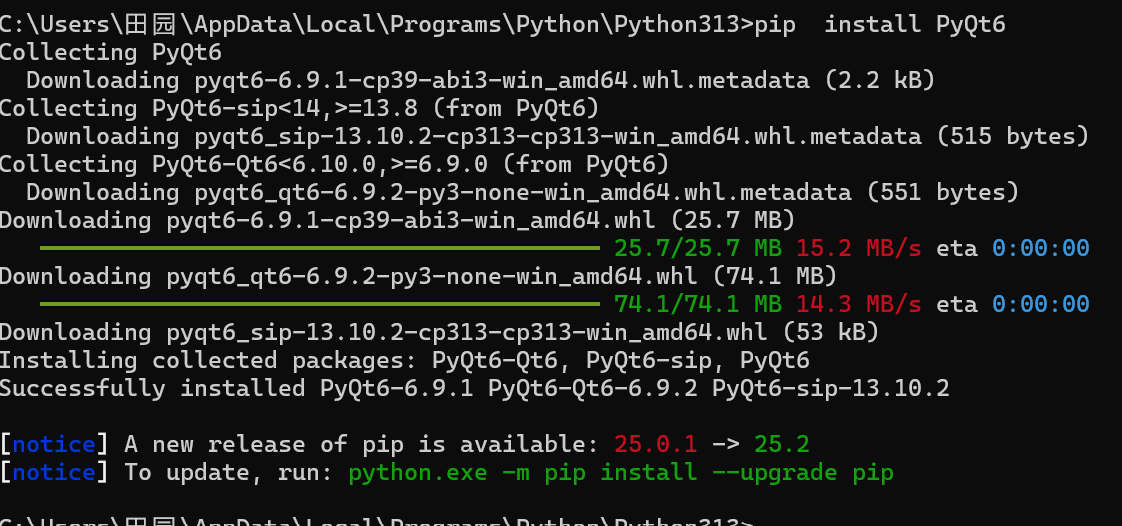 C:\Users\田园\AppData\Local\Programs\Python\Python313>pip  install PyQt6
Collecting PyQt6
  Downloading pyqt6-6.9.1-cp39-abi3-win_amd64.whl.metadata (2.2 kB)
Collecting PyQt6-sip<14,>=13.8 (from PyQt6)
  Downloading pyqt6_sip-13.10.2-cp313-cp313-win_amd64.whl.metadata (515 bytes)
Collecting PyQt6-Qt6<6.10.0,>=6.9.0 (from PyQt6)
  Downloading pyqt6_qt6-6.9.2-py3-none-win_amd64.whl.metadata (551 bytes)
Downloading pyqt6-6.9.1-cp39-abi3-win_amd64.whl (25.7 MB)
25.7/25.7 MB 15.2 MB/s eta 0:00:00
Downloading pyqt6_qt6-6.9.2-py3-none-win_amd64.whl (74.1 MB)
74.1/74.1 MB 14.3 MB/s eta 0:00:00
Downloading pyqt6_sip-13.10.2-cp313-cp313-win_amd64.whl (53 kB)
Installing collected packages: PyQt6-Qt6, PyQt6-sip, PyQt6
Successfully installed PyQt6-6.9.1 PyQt6-Qt6-6.9.2 PyQt6-sip-13.10.2
[notice] A new release of pip is available: 25.0.1 -> 25.2
[notice] To update, run: python.exe -m pip install --upgrade pip
C:\Users\田园\AppData\Local\Programs\Python\Python313>